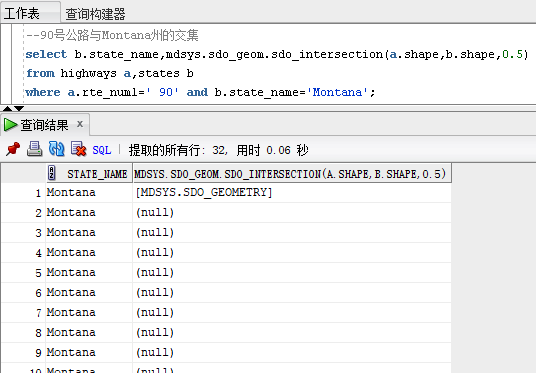 工作表 查询构建器
--90号公路与Montana州的交集
select b.state_name,mdsys.sdo_geom.sdo_intersection(a.shape,b.shape,0.5)
from highways a,states b
where a.rte_num1=' 90' and b.state_name='Montana';
查询结果 ×
SQL | 提取的所有行: 32, 用时 0.06 秒
STATE_NAME MDSYS.SDO_GEOM.SDO_INTERSECTION(A.SHAPE,B.SHAPE,0.5)
1 Montana [MDSYS.SDO_GEOMETRY]
2 Montana (null)
3 Montana (null)
4 Montana (null)
5 Montana (null)
6 Montana (null)
7 Montana (null)
8 Montana (null)
9 Montana (null)
10 Montana (null)